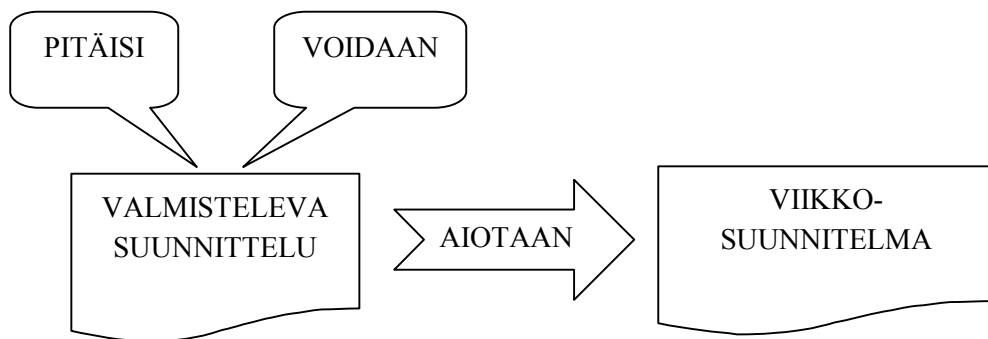 PITÄISI
VOIDAAN
VALMISTELEVA
SUUNNITTELU
AIOTAAN
VIIKKO-
SUUNNITELMA